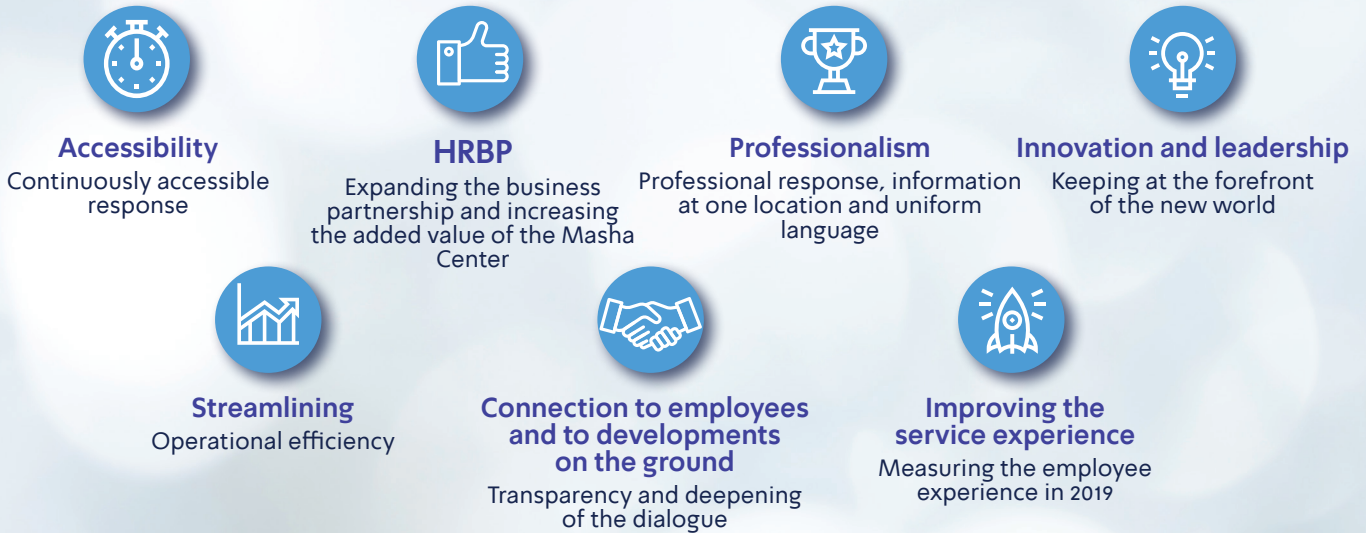 Accessibility
Continuously accessible
response
HRBP
Expanding the business
partnership and increasing
the added value of the Masha
Center
Professionalism
Professional response, information
at one location and uniform
language
Innovation and leadership
Keeping at the forefront
of the new world
Streamlining
Operational efficiency
Connection to employees
and to developments
on the ground
Transparency and deepening
of the dialogue
Improving the
service experience
Measuring the employee
experience in 2019